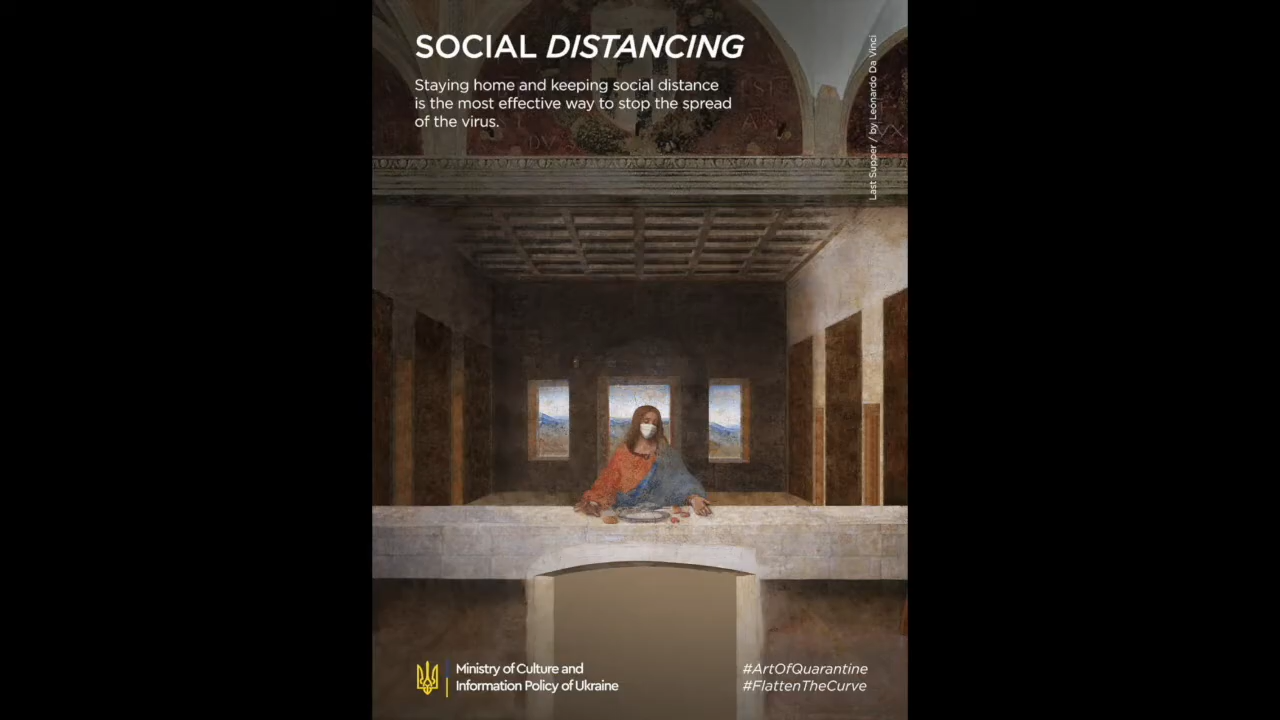 SOCIAL DISTANCING
Staying home and keeping social distance
is the most effective way to stop the spread
of the virus.
Last Supper / by Leonardo Da Vinci
Ministry of Culture and
Information Policy of Ukraine
#ArtOfQuarantine
#FlattenTheCurve